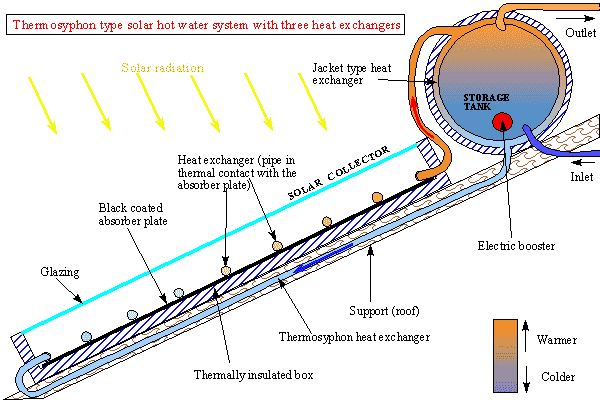 Thermosyphon type solar hot water system with three heat exchangers
Outlet
Solar radiation
Jacket type heat
exchanger
STORAGE
TANK
Heat exchanger (pipe in
thermal contact with the
absorber plate)
SOLAR COLLECTOR
Inlet
Black coated
absorber plate
Electric booster
Glazing
Support (roof)
Thermosyphon heat exchanger
Thermally insulated box
Warmer
Colder